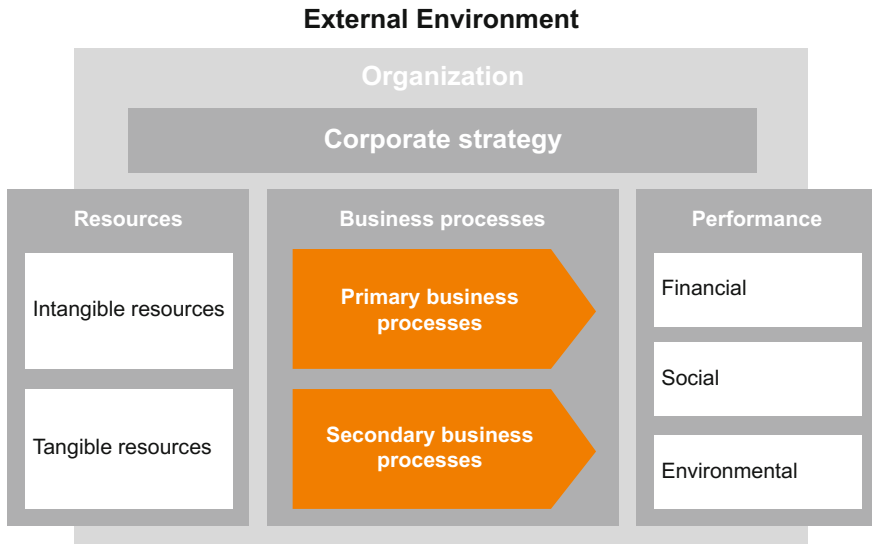 External Environment
Organization
Corporate strategy
Resources
Intangible resources
Tangible resources
Business processes
Primary business
processes
Secondary business
processes
Performance
Financial
Social
Environmental